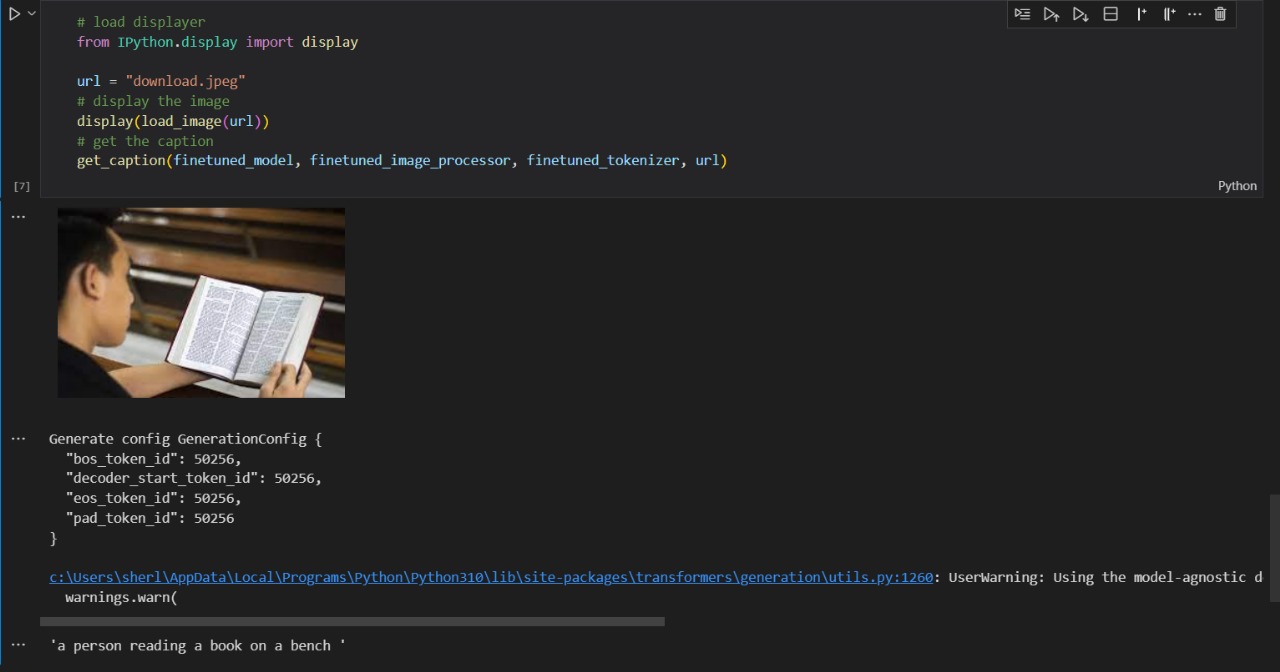 # load displayer
from IPython.display import display
url = "download.jpeg"
# display the image
display(load_image(url))
# get the caption
get_caption(finetuned_model, finetuned_image_processor, finetuned_tokenizer, url)
[7]
Python
Generate config GenerationConfig {
"bos_token_id": 50256,
"decoder_start_token_id": 50256,
"eos_token_id": 50256,
"pad_token_id": 50256
}
c:\Users\sherl\AppData\Local\Programs\Python\Python310\lib\site-packages\transformers\generation\utils.py:1260: UserWarning: Using the model-agnostic d
warnings.warn(
'a person reading a book on a bench '